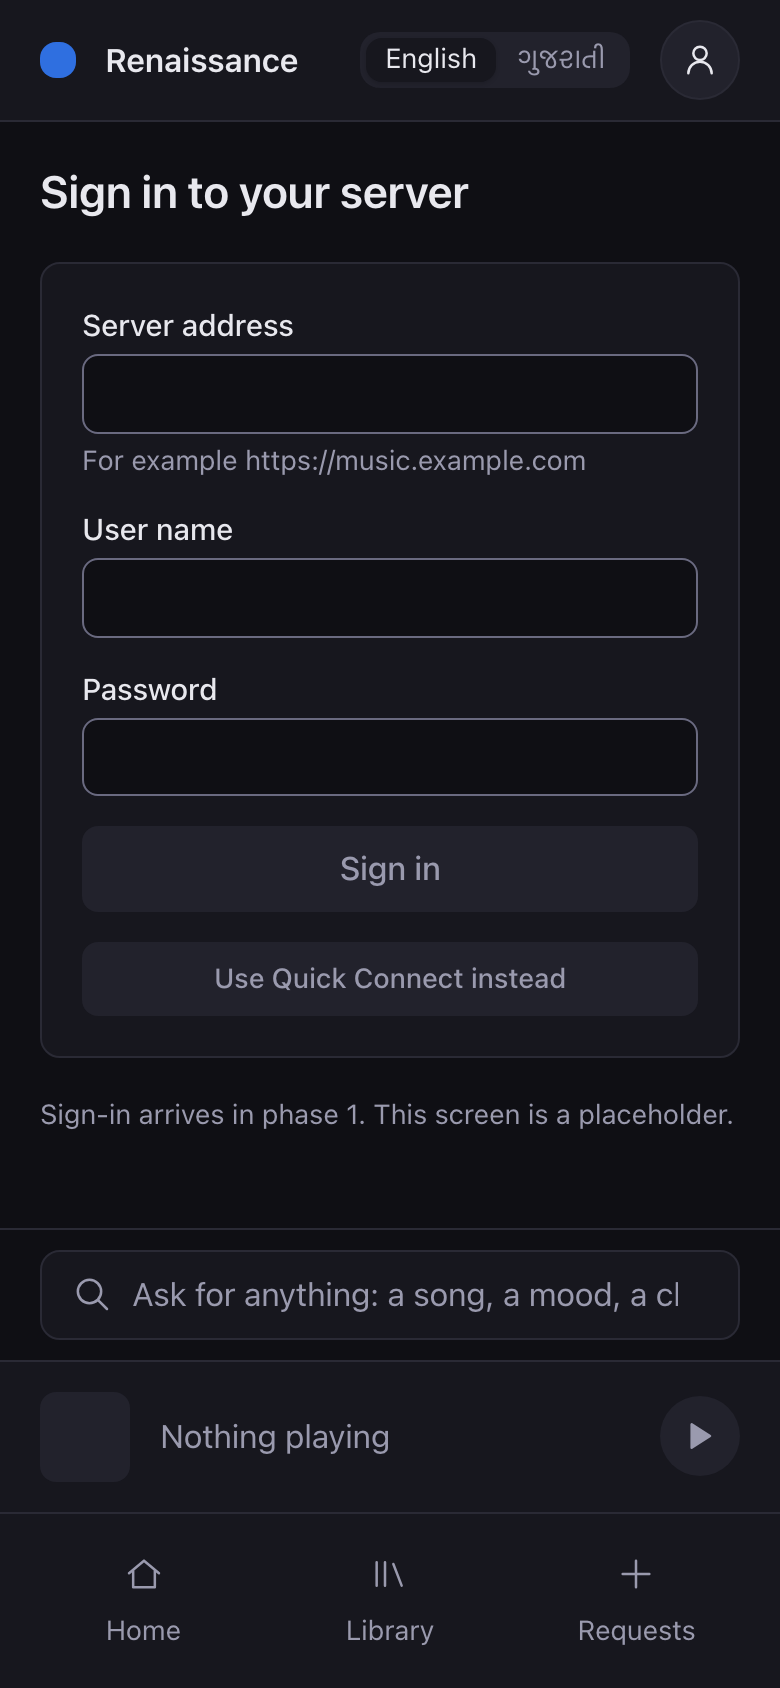 Renaissance
English
ગુજરાતી
Sign in to your server
Server address
For example https://music.example.com
User name
Password
Sign in
Use Quick Connect instead
Sign-in arrives in phase 1. This screen is a placeholder.
Ask for anything: a song, a mood, a
Nothing playing
Home
Library
Requests